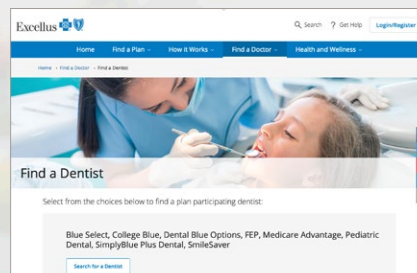 Excellus
Search ? Get Help Login/Register
Home Find a Plan How It Works Find a Doctor Health and Wellness
Home > Find a Doctor > Find a Dentist
Find a Dentist
Select from the choices below to find a plan participating dentist:
Blue Select, College Blue, Dental Blue Options, FEP, Medicare Advantage, Pediatric
Dental, SimplyBlue Plus Dental, SmileSaver
Search for a Dentist